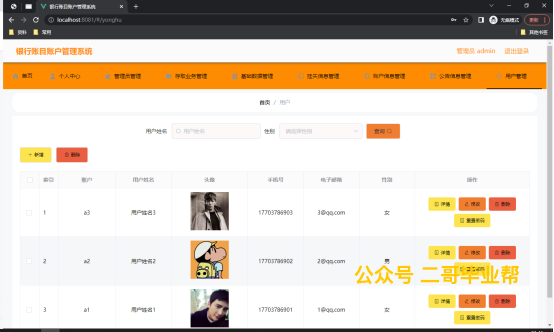 银行账目账户管理系统
localhost:8081/#/yonghu
无痕模式
更新
资料
常用
其他书签
银行账目账户管理系统
管理员 admin
退出登录
首页
个人中心
管理员管理
存取业务管理
基础数据管理
挂失信息管理
账户信息管理
公告信息管理
用户管理
首页 / 用户
用户姓名
用户姓名
性别
请选择性别
查询
+ 新增
删除
索引
账户
用户姓名
头像
手机号
电子邮箱
性别
操作
1
a3
用户姓名3
17703786903
3@qq.com
女
详情
修改
删除
重置密码
2
a2
用户姓名2
17703786902
2@qq.com
男
详情
修改
删除
公众号 二哥毕业帮
3
a1
用户姓名1
17703786901
1@qq.com
女
详情
修改
删除
重置密码